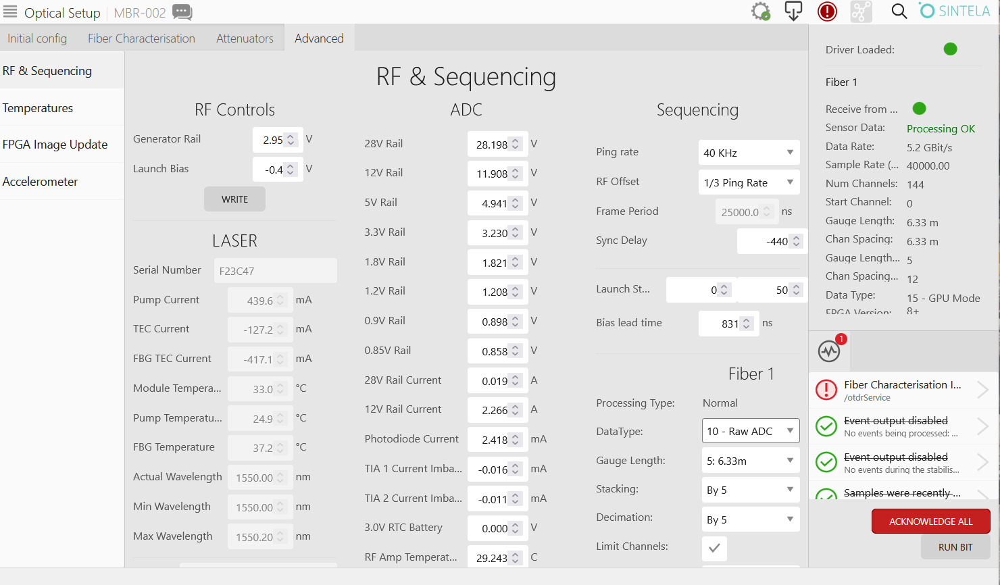 Optical Setup MBR-002 SINTELA
Initial config Fiber Characterisation Attenuators Advanced
RF & Sequencing
Temperatures
FPGA Image Update
Accelerometer
RF & Sequencing
RF Controls
Generator Rail 2.95 V
Launch Bias -0.4 V
WRITE
LASER
Serial Number F23C47
Pump Current 439.6 mA
TEC Current -127.2 mA
FBG TEC Current -417.1 mA
Module Tempera... 33.0 °C
Pump Temperatu... 24.9 °C
FBG Temperature 37.2 °C
Actual Wavelength 1550.00 nm
Min Wavelength 1550.00 nm
Max Wavelength 1550.20 nm
ADC
28V Rail 28.198 V
12V Rail 11.908 V
5V Rail 4.941 V
3.3V Rail 3.230 V
1.8V Rail 1.821 V
1.2V Rail 1.208 V
0.9V Rail 0.898 V
0.85V Rail 0.858 V
28V Rail Current 0.019 A
12V Rail Current 2.266 A
Photodiode Current 2.418 mA
TIA 1 Current Imba... -0.016 mA
TIA 2 Current Imba... -0.011 mA
3.0V RTC Battery 0.000 V
RF Amp Temperat... 29.243 C
Sequencing
Ping rate 40 KHz
RF Offset 1/3 Ping Rate
Frame Period 25000.0 ns
Sync Delay -440
Launch St... 0 50
Bias lead time 831 ns
Fiber 1
Processing Type: Normal
DataType: 10 - Raw ADC
Gauge Length: 5: 6.33m
Stacking: By 5
Decimation: By 5
Limit Channels:
Driver Loaded:
Fiber 1
Receive from ...
Sensor Data: Processing OK
Data Rate: 5.2 GBit/s
Sample Rate (... 40000.00
Num Channels: 144
Start Channel: 0
Gauge Length: 6.33 m
Chan Spacing: 6.33 m
Gauge Length... 5
Chan Spacing... 12
Data Type: 15 - GPU Mode
FPGA Version: 8+
1
Fiber Characterisation I...
/otdrService
Event output disabled
No events being processed: ...
Event output disabled
No events during the stabilis...
Samples were recently ...
ACKNOWLEDGE ALL
RUN BIT